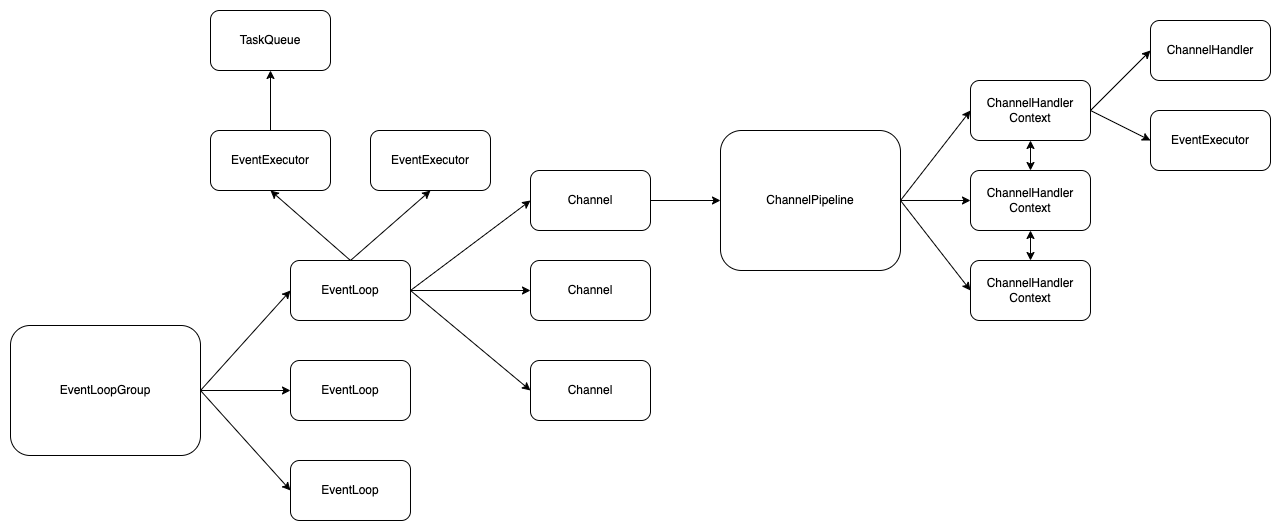 TaskQueue
ChannelHandler
ChannelHandler
Context
EventExecutor
EventExecutor
EventExecutor
Channel
ChannelPipeline
ChannelHandler
Context
EventLoop
Channel
ChannelHandler
Context
EventLoopGroup
EventLoop
Channel
EventLoop